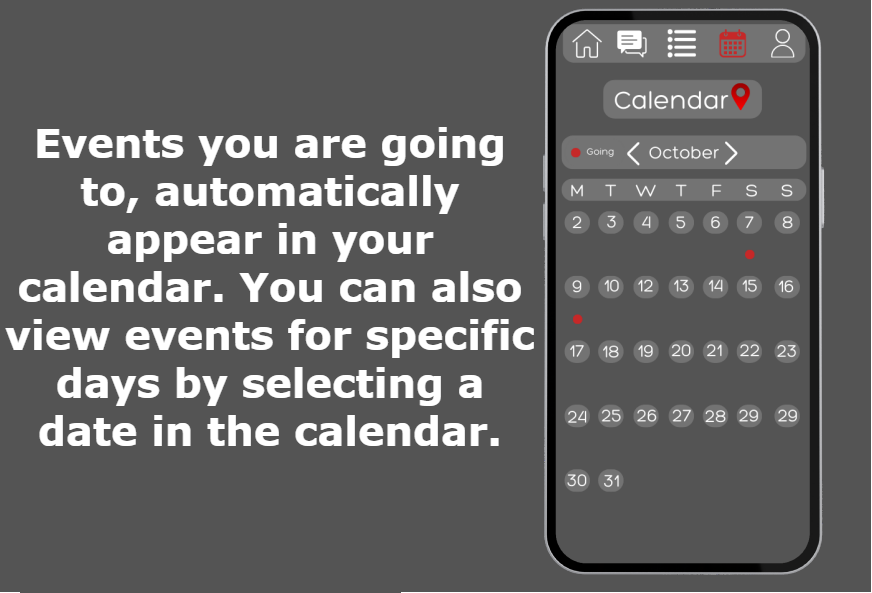 Events you are going
to, automatically
appear in your
calendar. You can also
view events for specific
days by selecting a
date in the calendar.
Calendar
Going < October >
M T W T F S S
2 3 4 5 6 7 8
9 10 12 13 14 15 16
17 18 19 20 21 22 23
24 25 26 27 28 29 29
30 31